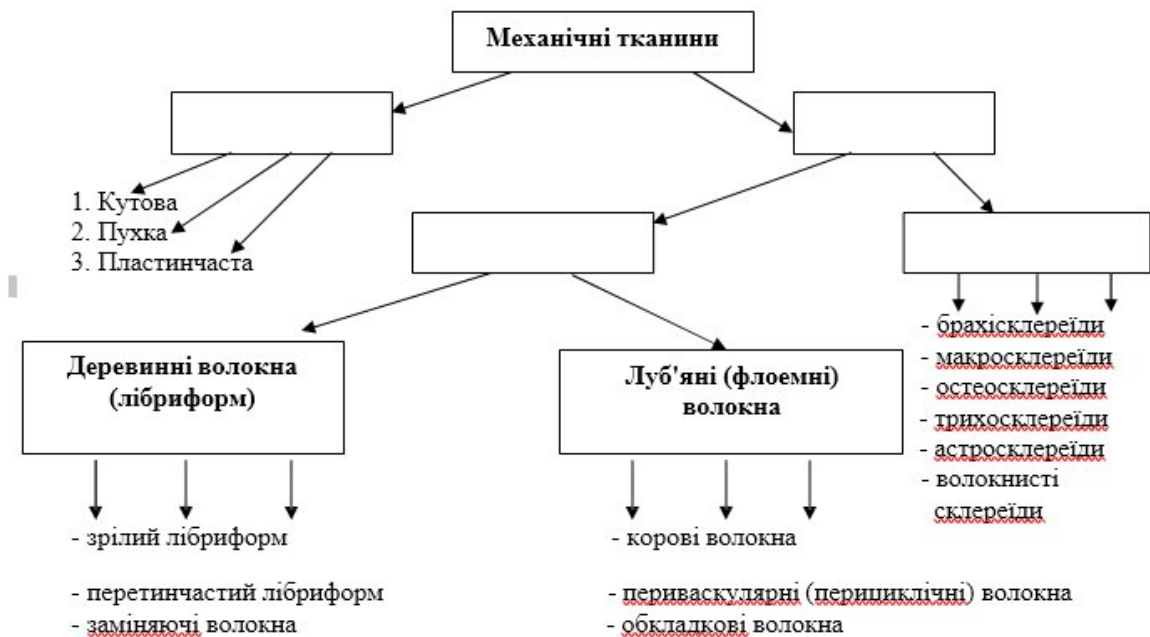 Механічні тканини
1. Кутова
2. Пухка
3. Пластинчаста
Деревинні волокна
(лібриформ)
Луб'яні (флоемні)
волокна
- брахісклереїди
- макросклереїди
- остеосклереїди
- трихосклереїди
- астросклереїди
- волокнисті
склереїди
- зрілий лібриформ
- перетинчастий лібриформ
- заміняючі волокна
- корові волокна
- периваскулярні (перициклічні) волокна
- обкладкові волокна